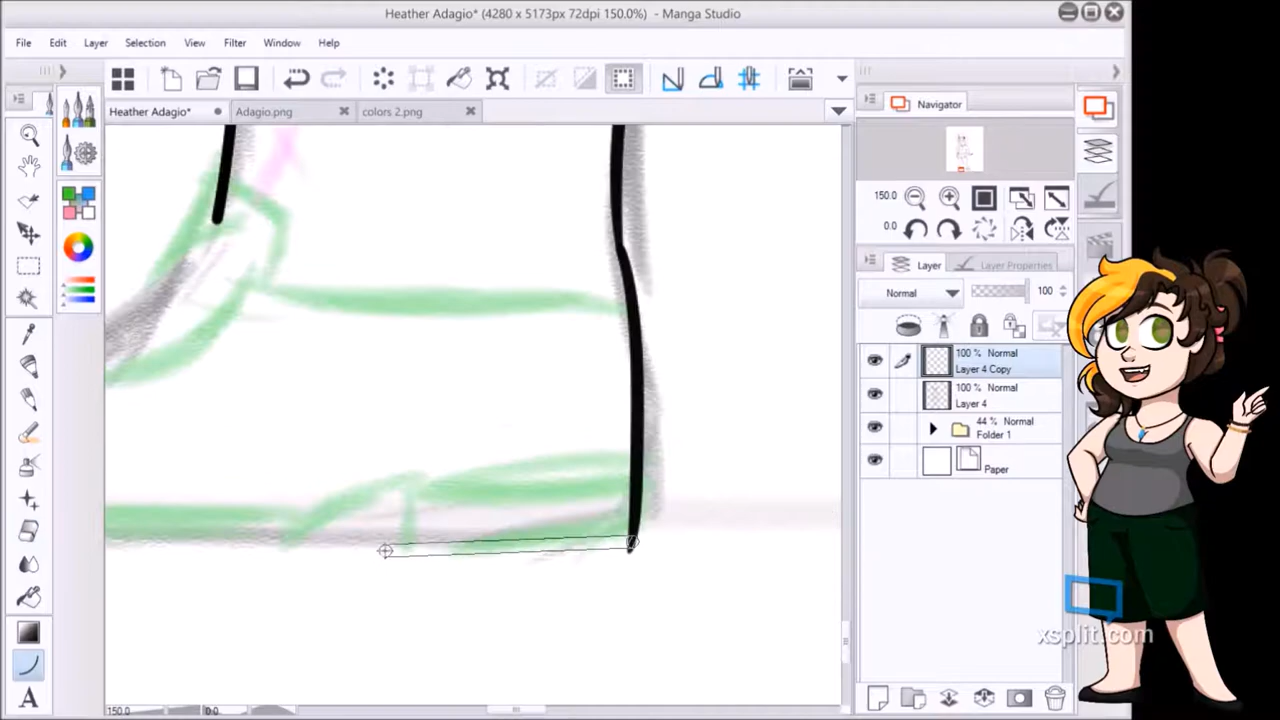 Heather Adagio* (4280 x 5173px 72dpi 150.0%) - Manga Studio
File Edit Layer Selection View Filter Window Help
Heather Adagio* Adagio.png colors 2.png
Navigator
150.0
0.0
Layer Layer Properties
Normal 100
100 % Normal
Layer 4 Copy
100 % Normal
Layer 4
44 % Normal
Folder 1
Paper
xsplit.com
A
150.0 0.0